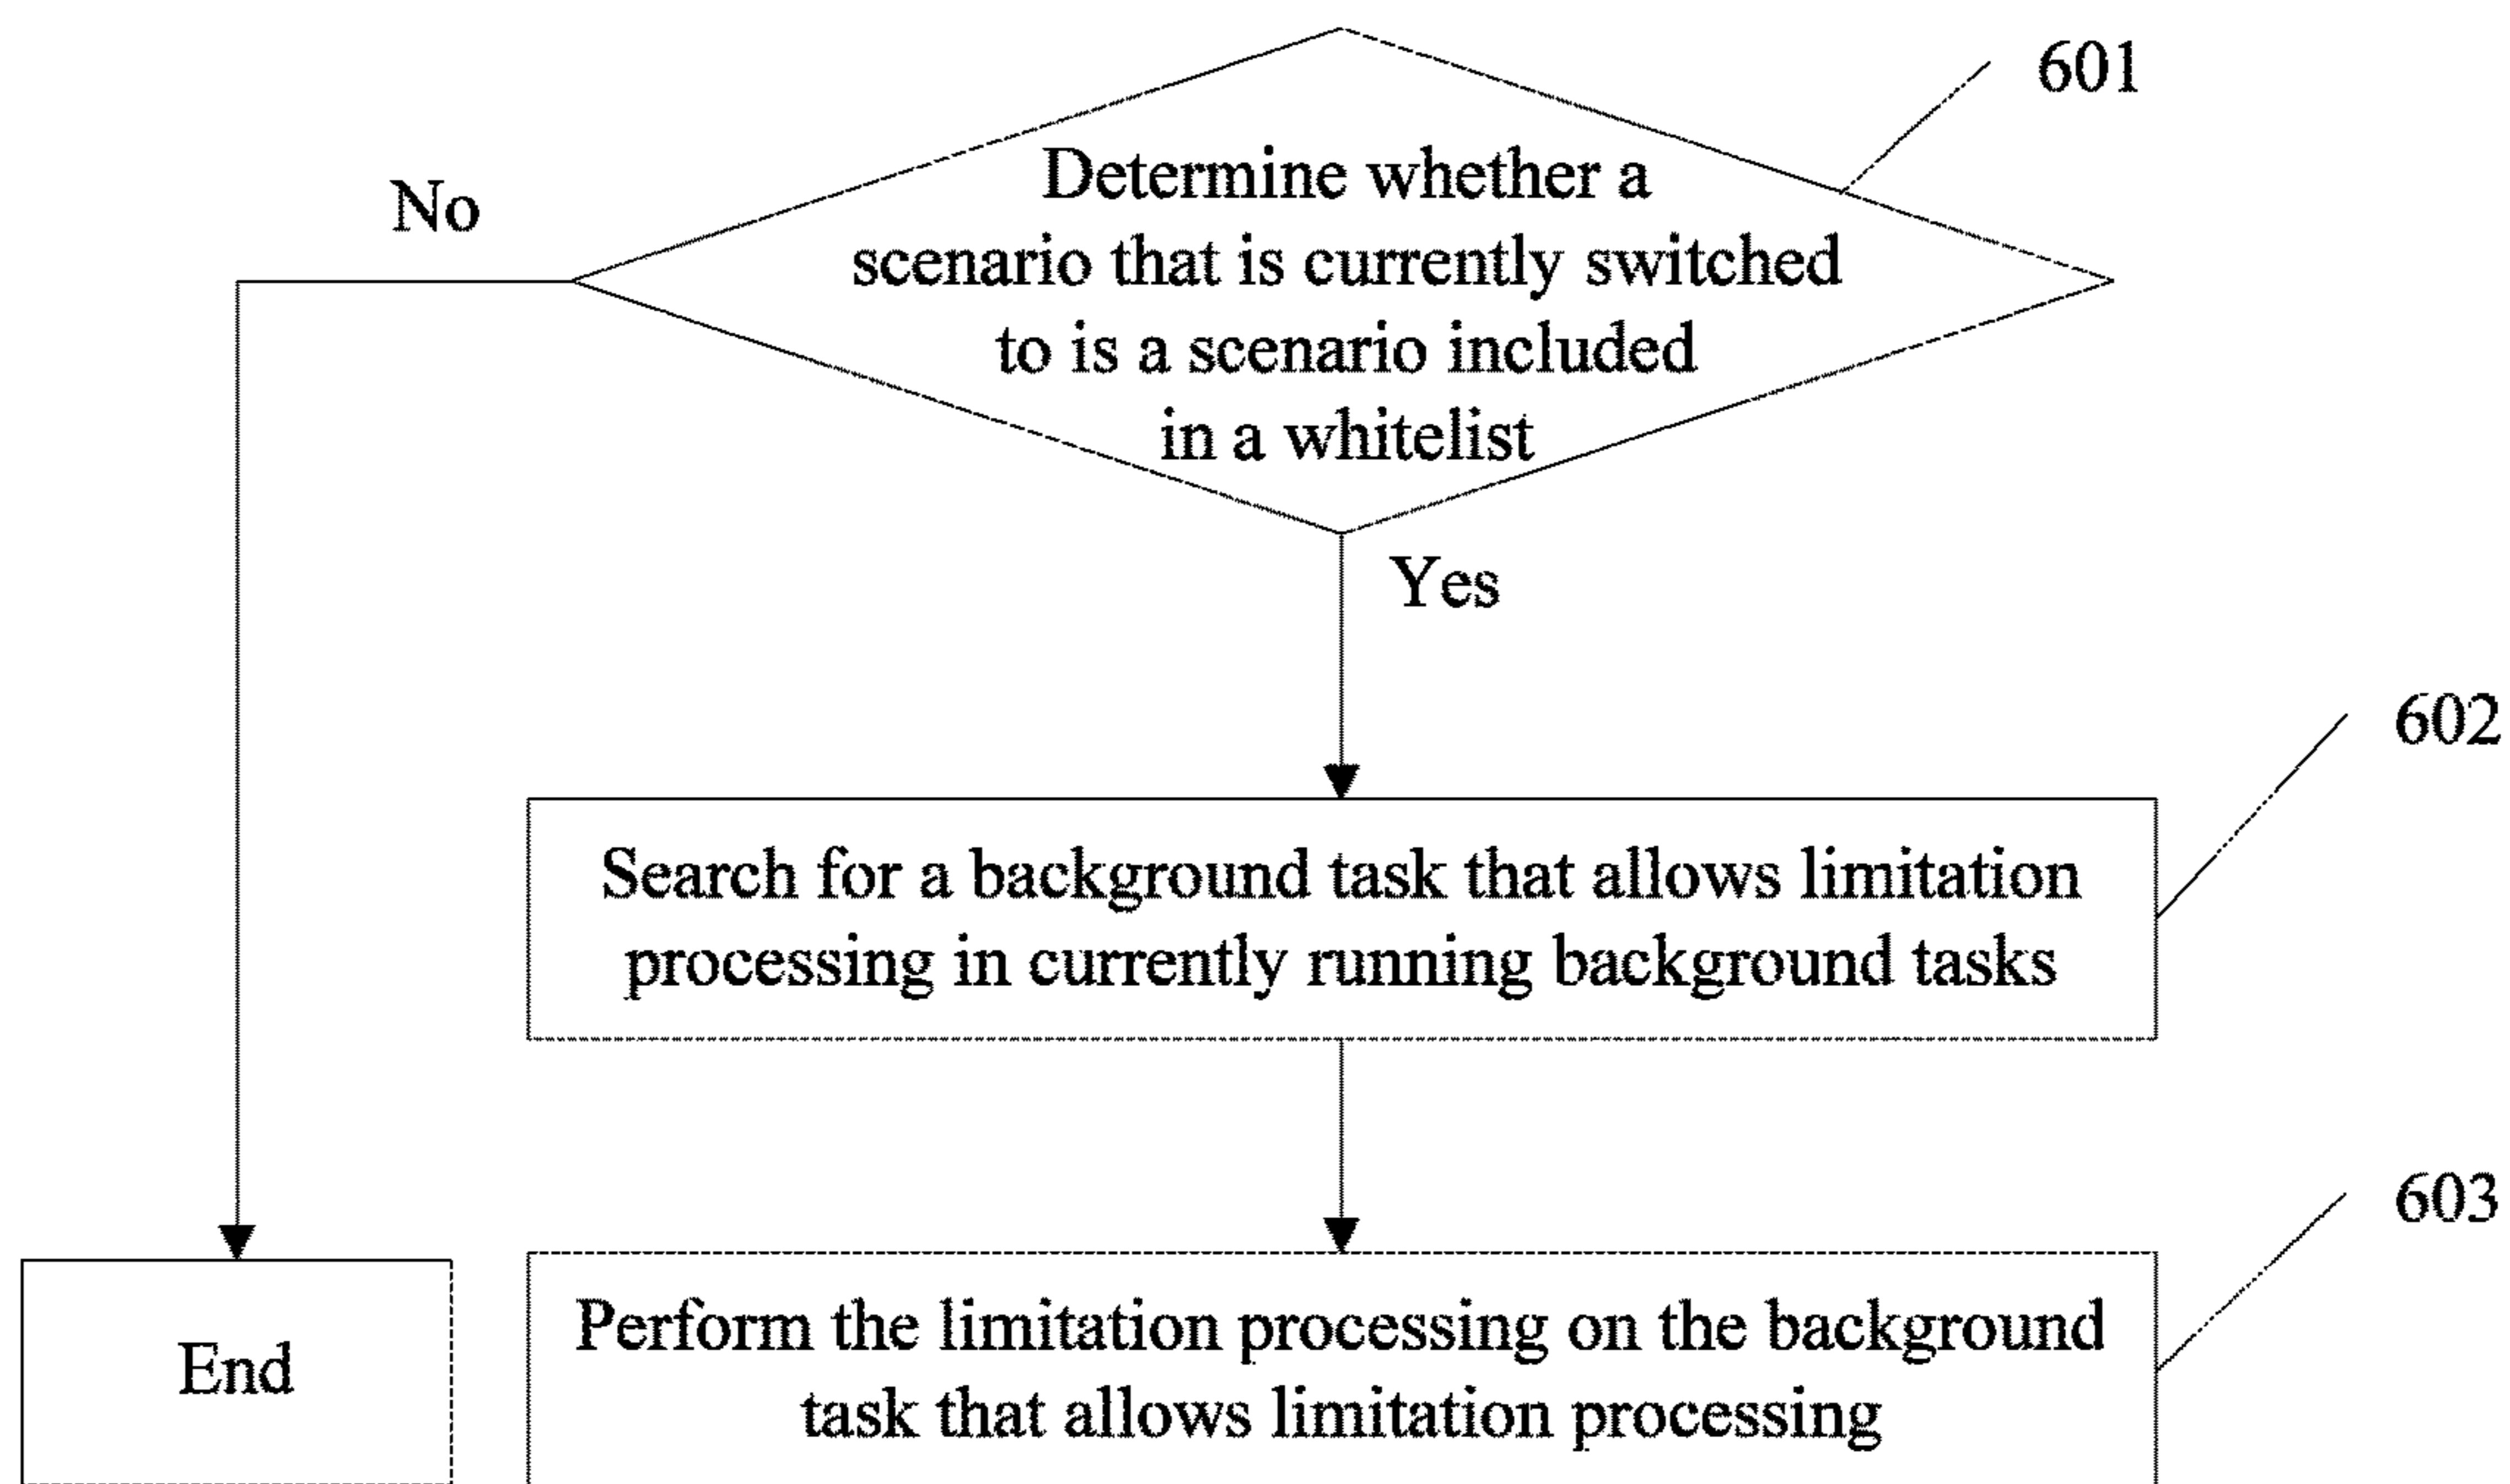 601
Determine whether a
scenario that is currently switched
to is a scenario included
in a whitelist
No
Yes
602
Search for a background task that allows limitation
processing in currently running background tasks
603
Perform the limitation processing on the background
task that allows limitation processing
End